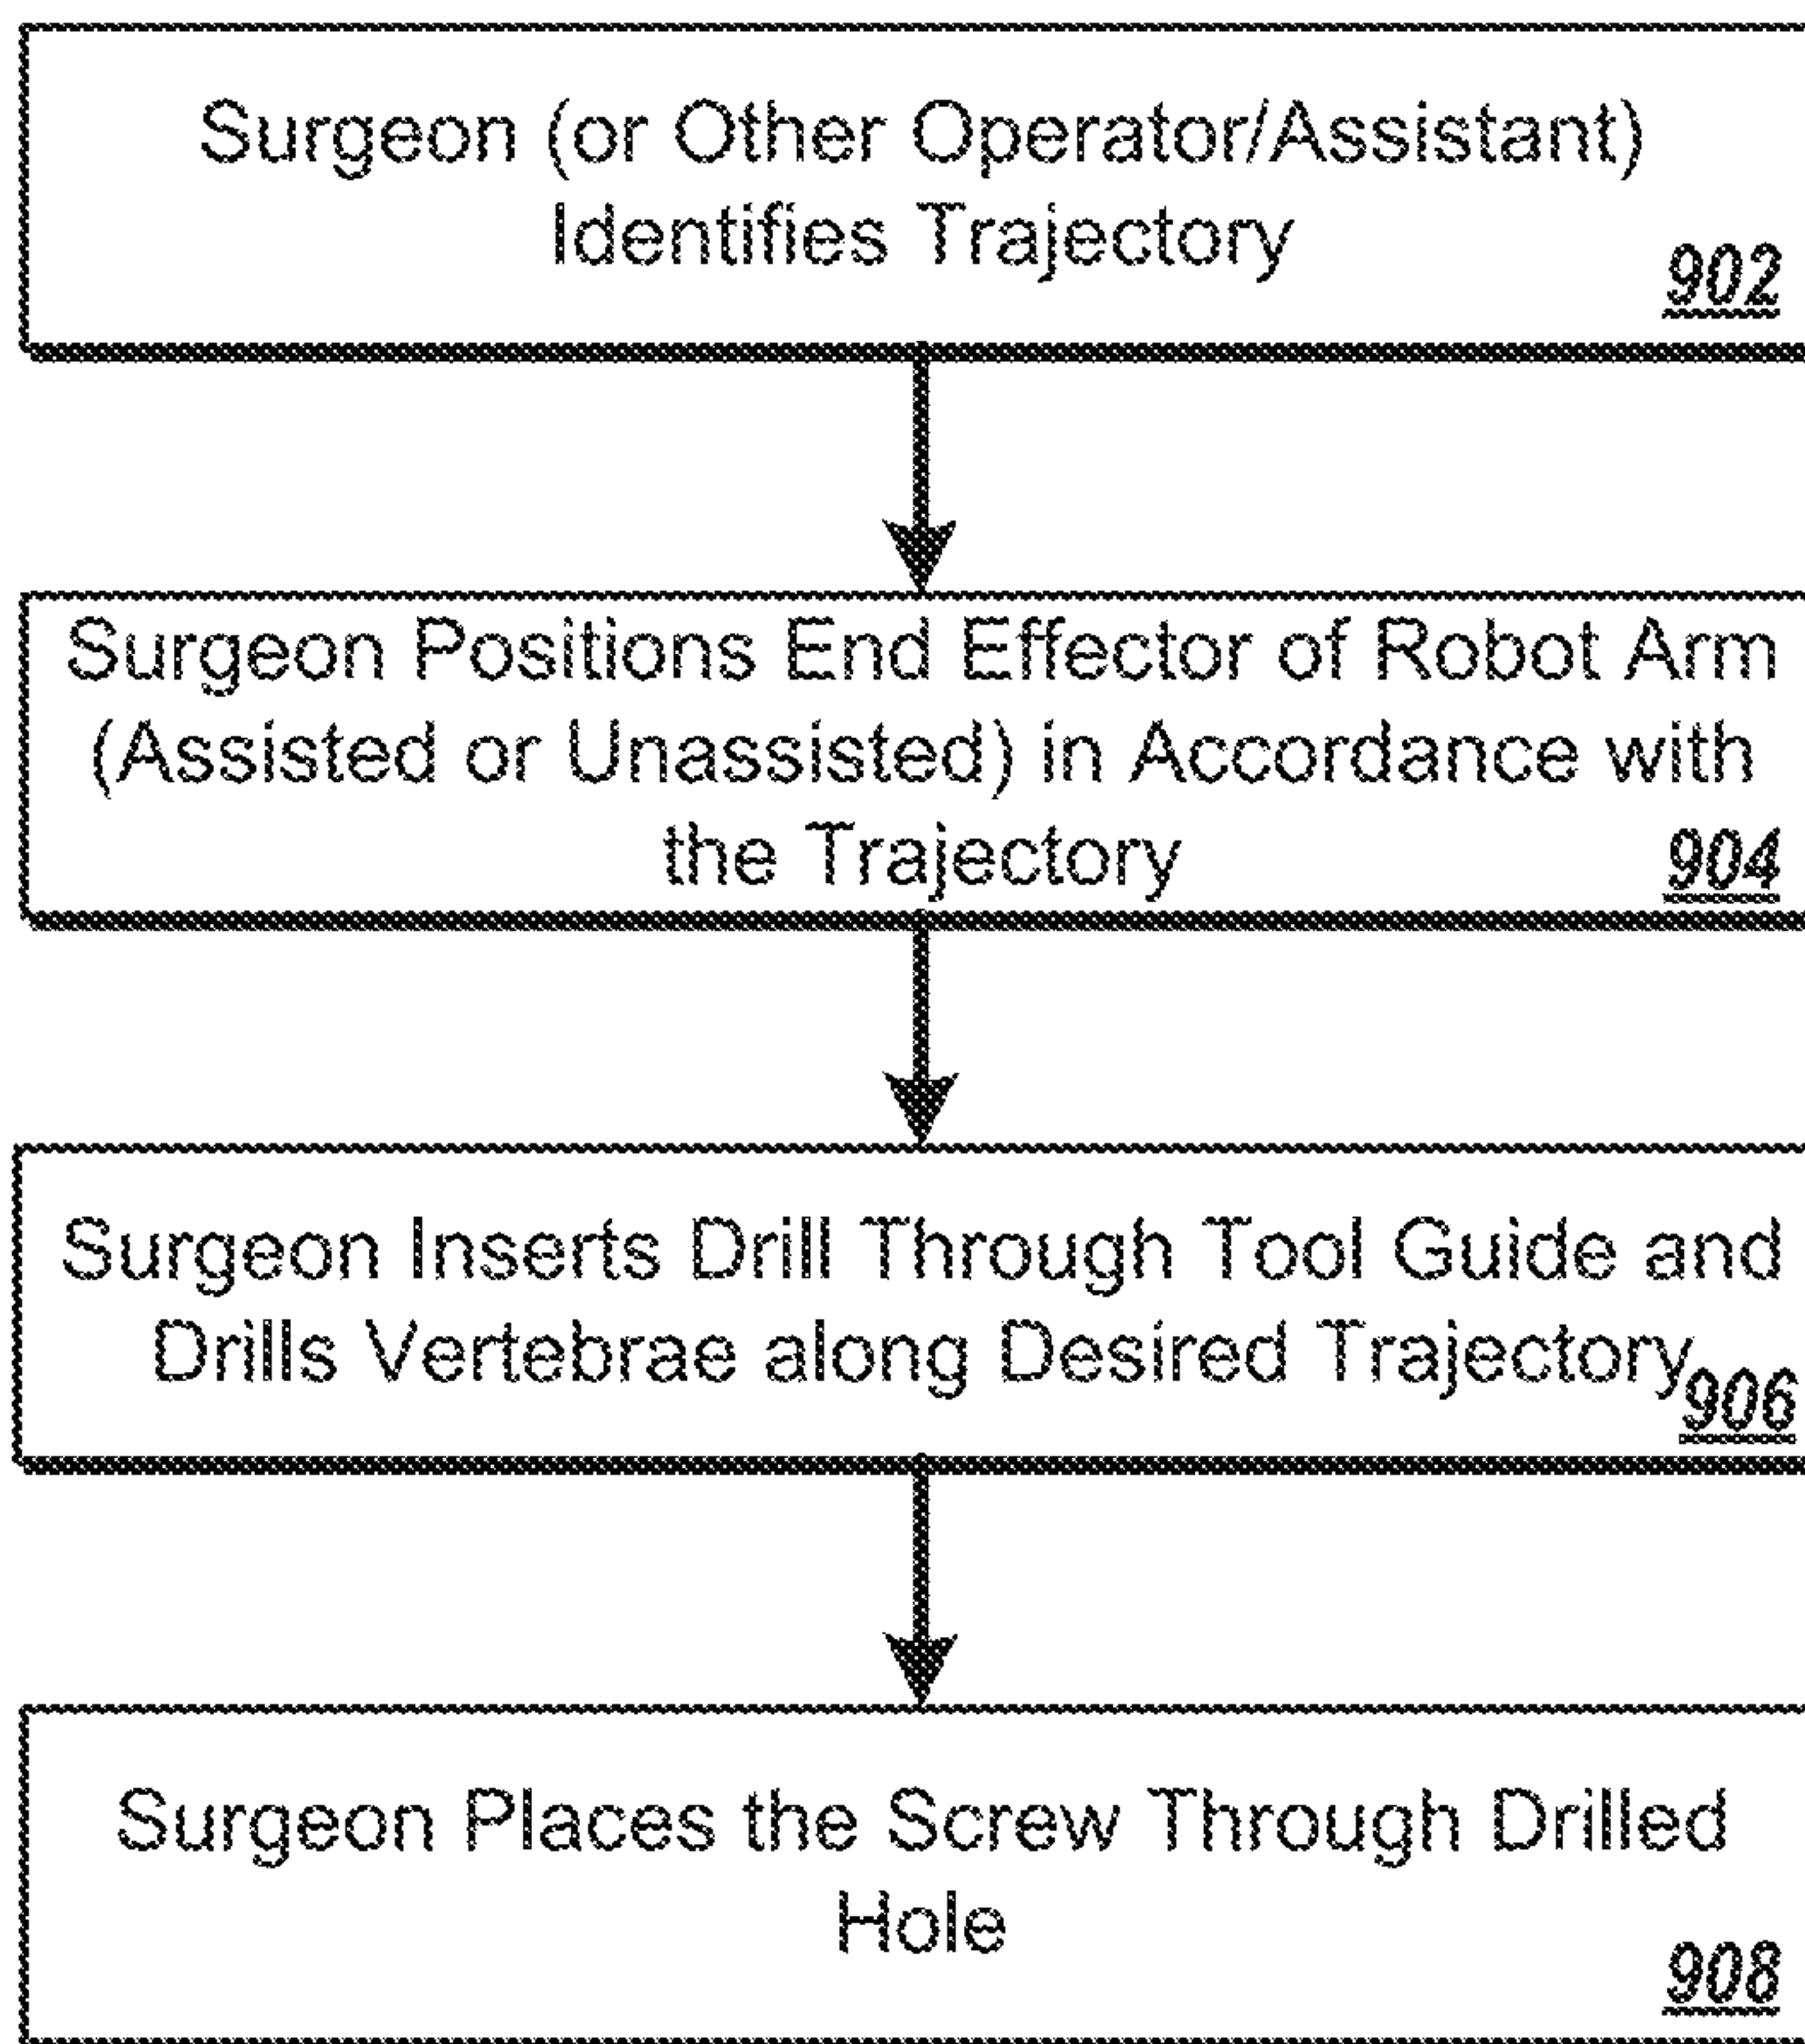 Surgeon (or Other Operator/Assistant)
Identifies Trajectory
902
Surgeon Positions End Effector of Robot Arm
(Assisted or Unassisted) in Accordance with
the Trajectory
904
Surgeon Inserts Drill Through Tool Guide and
Drills Vertebrae along Desired Trajectory
906
Surgeon Places the Screw Through Drilled
Hole
908